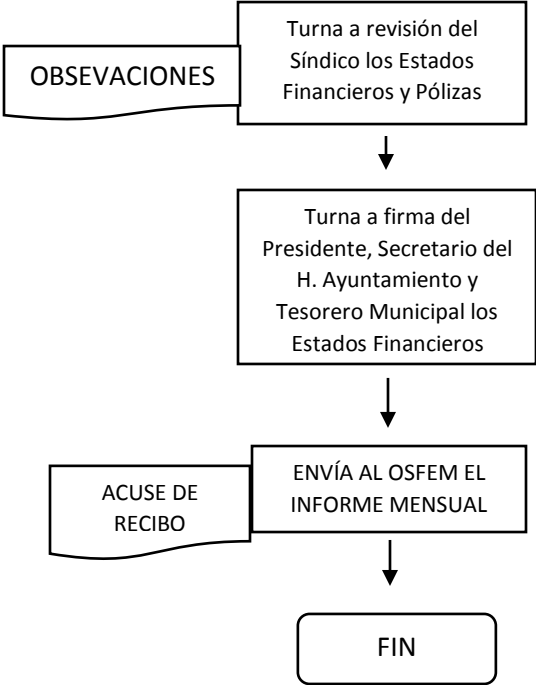 Turna a revisión del
Síndico los Estados
Financieros y Pólizas
OBSEVACIONES
Turna a firma del
Presidente, Secretario del
H. Ayuntamiento y
Tesorero Municipal los
Estados Financieros
ENVÍA AL OSFEM EL
INFORME MENSUAL
ACUSE DE
RECIBO
FIN